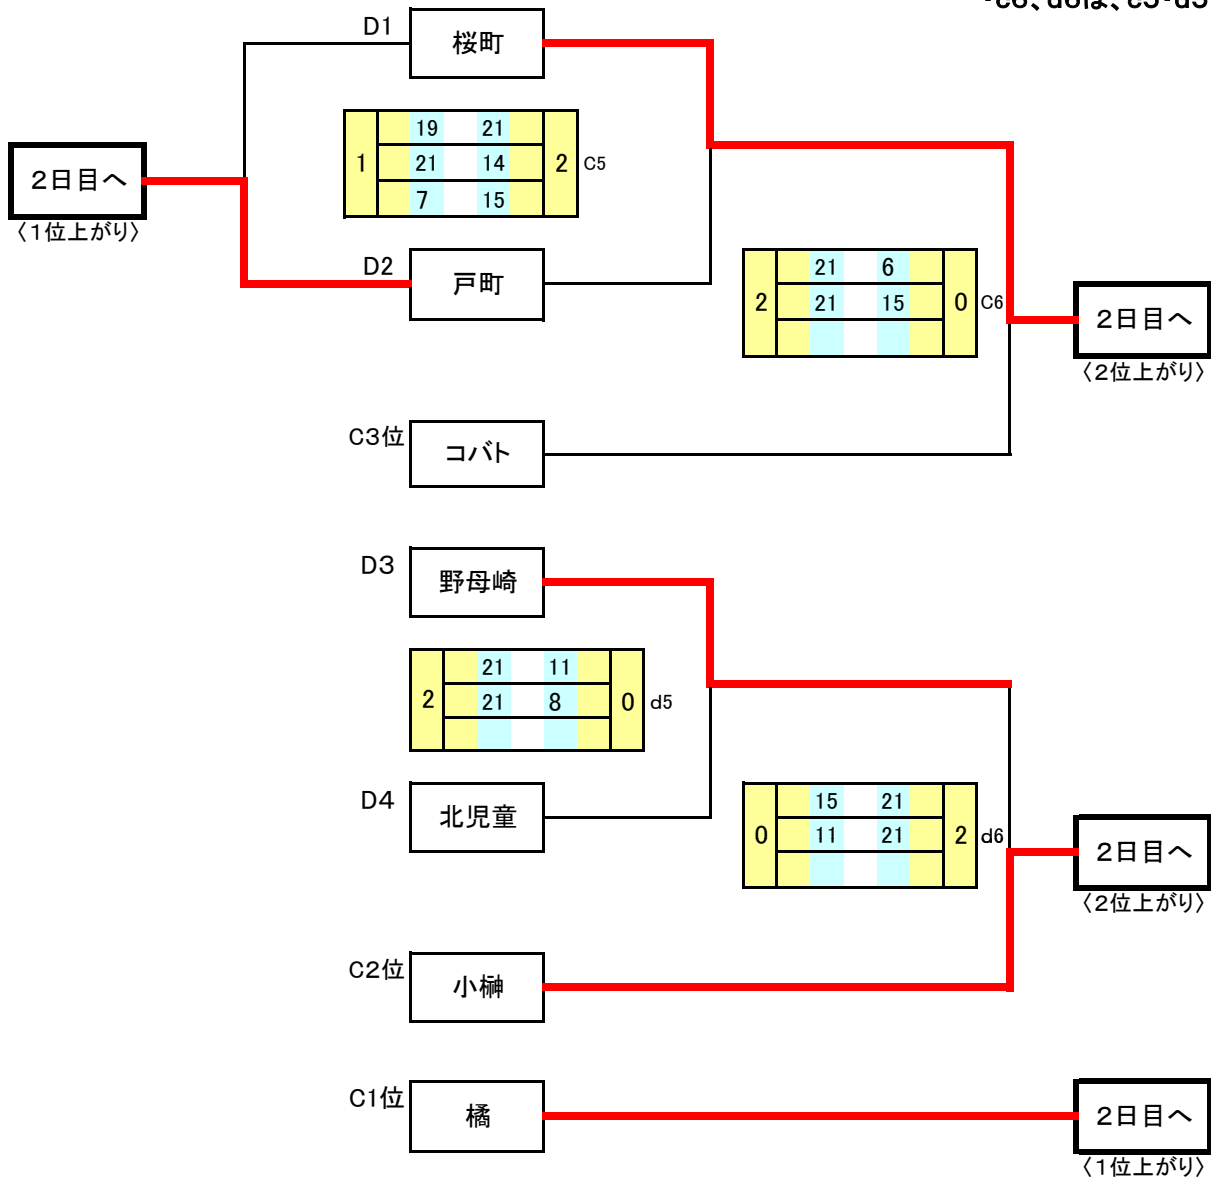 ・c6、d6は、c5・d5
D1
桜町
19 21
1 21 14 2 C5
7 15
2日目へ
〈1位上がり〉
D2
戸町
21 6
2 21 15 0 C6
2日目へ
〈2位上がり〉
C3位
コバト
D3
野母崎
21 11
2 21 8 0 d5
D4
北児童
15 21
0 11 21 2 d6
2日目へ
〈2位上がり〉
C2位
小榊
C1位
橘
2日目へ
〈1位上がり〉